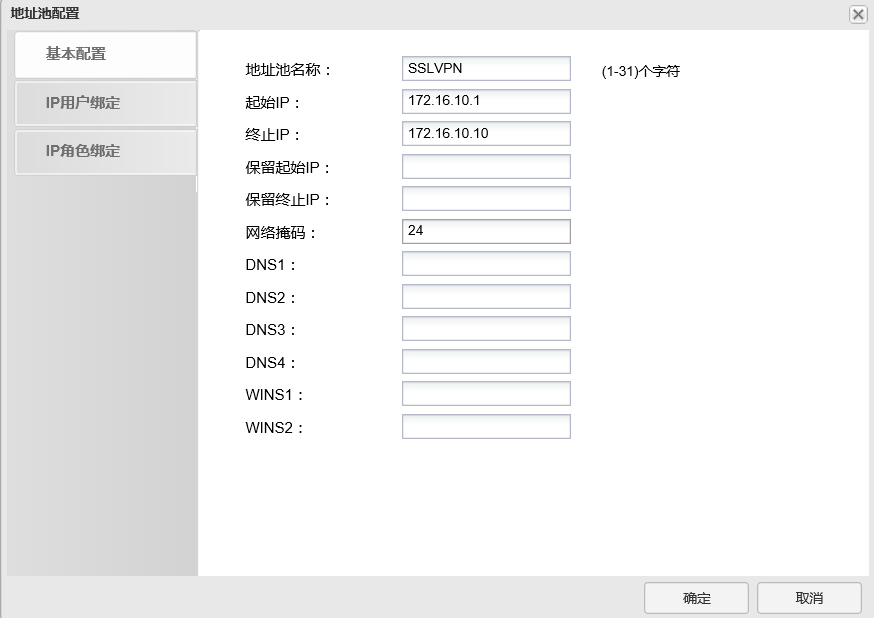 地址池配置
基本配置
IP用户绑定
IP角色绑定
地址池名称： SSLVPN (1-31)个字符
起始IP： 172.16.10.1
终止IP： 172.16.10.10
保留起始IP：
保留终止IP：
网络掩码： 24
DNS1：
DNS2：
DNS3：
DNS4：
WINS1：
WINS2：
确定 取消